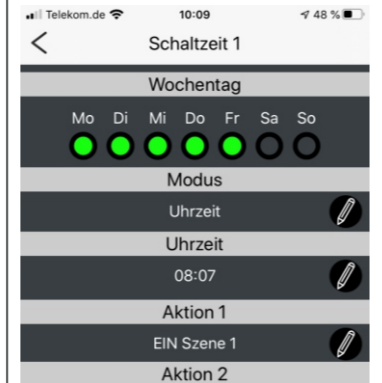 Telekom.de 10:09 48 %
Schaltzeit 1
Wochentag
Mo Di Mi Do Fr Sa So
Modus
Uhrzeit
Uhrzeit
08:07
Aktion 1
EIN Szene 1
Aktion 2